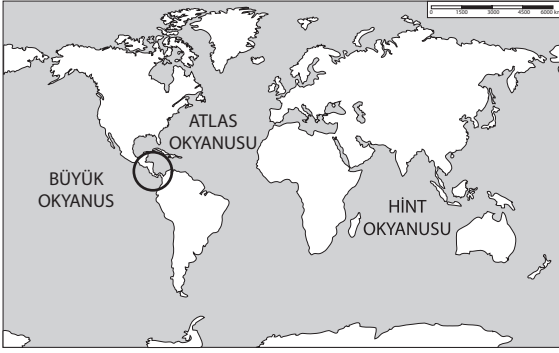 0 1500 3000 4500 6000 km
ATLAS
OKYANUSU
BÜYÜK
OKYANUS
HİNT
OKYANUSU